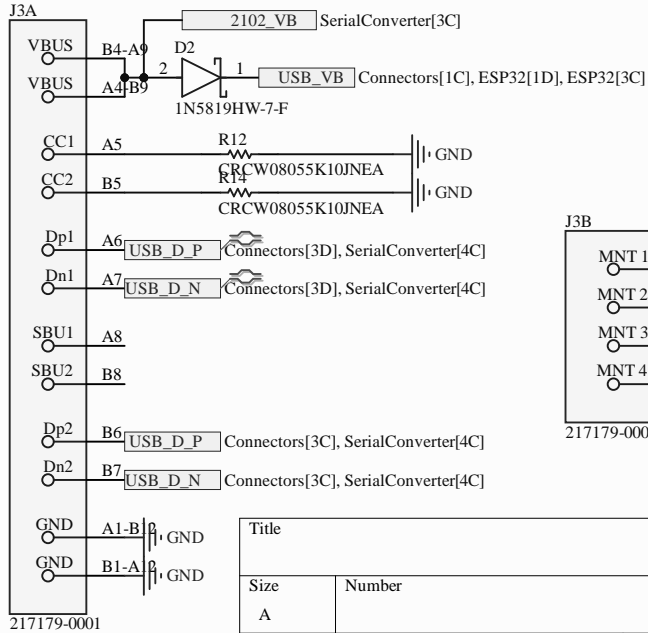 J3A
2102_VB SerialConverter[3C]
VBUS B4-A9 D2
2 1 USB_VB Connectors[1C], ESP32[1D], ESP32[3C]
VBUS A4-B9
1N5819HW-7-F
CC1 A5 R12 GND
CRCW08055K10JNEA
CC2 B5 R14 GND
CRCW08055K10JNEA
Dp1 A6 USB_D_P Connectors[3D], SerialConverter[4C]
Dn1 A7 USB_D_N Connectors[3D], SerialConverter[4C]
SBU1 A8
SBU2 B8
Dp2 B6 USB_D_P Connectors[3C], SerialConverter[4C]
Dn2 B7 USB_D_N Connectors[3C], SerialConverter[4C]
GND A1-B12 GND
GND B1-A12 GND
217179-0001
J3B
MNT 1
MNT 2
MNT 3
MNT 4
217179-000
Title
Size Number
A